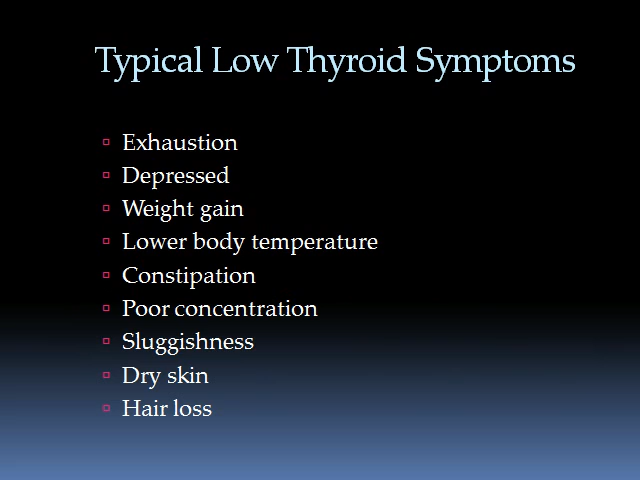 Typical Low Thyroid Symptoms
Exhaustion
Depressed
Weight gain
Lower body temperature
Constipation
Poor concentration
Sluggishness
Dry skin
Hair loss